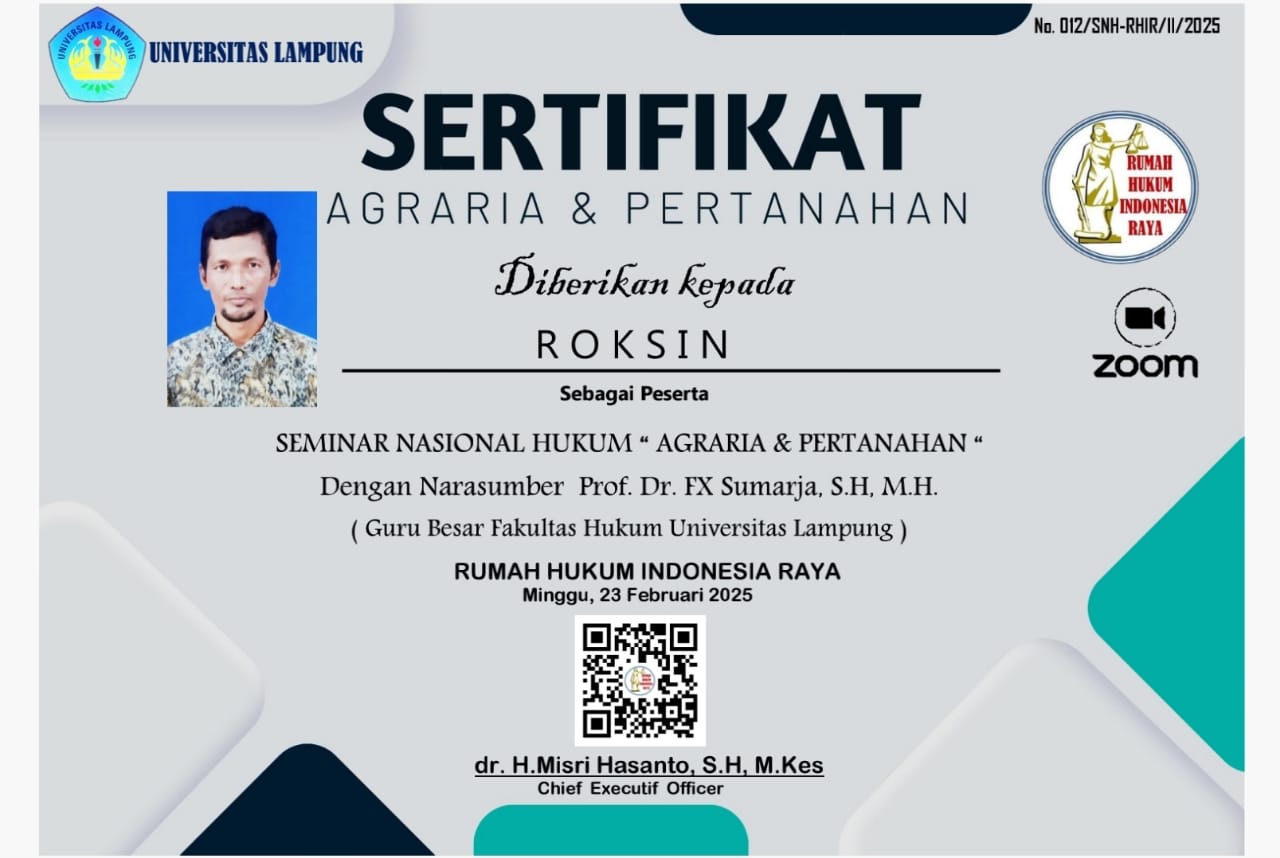 UNIVERSITAS LAMPUNG
UNIVERSITAS LAMPUNG
No. 012/SNH-RHIR/II/2025
SERTIFIKAT
AGRARIA & PERTANAHAN
RUMAH
HUKUM
INDONESIA
RAYA
Diberikan kepada
ROKSIN
zoom
Sebagai Peserta
SEMINAR NASIONAL HUKUM “ AGRARIA & PERTANAHAN “
Dengan Narasumber Prof. Dr. FX Sumarja, S.H, M.H.
( Guru Besar Fakultas Hukum Universitas Lampung )
RUMAH HUKUM INDONESIA RAYA
Minggu, 23 Februari 2025
dr. H.Misri Hasanto, S.H, M.Kes
Chief Executif Officer